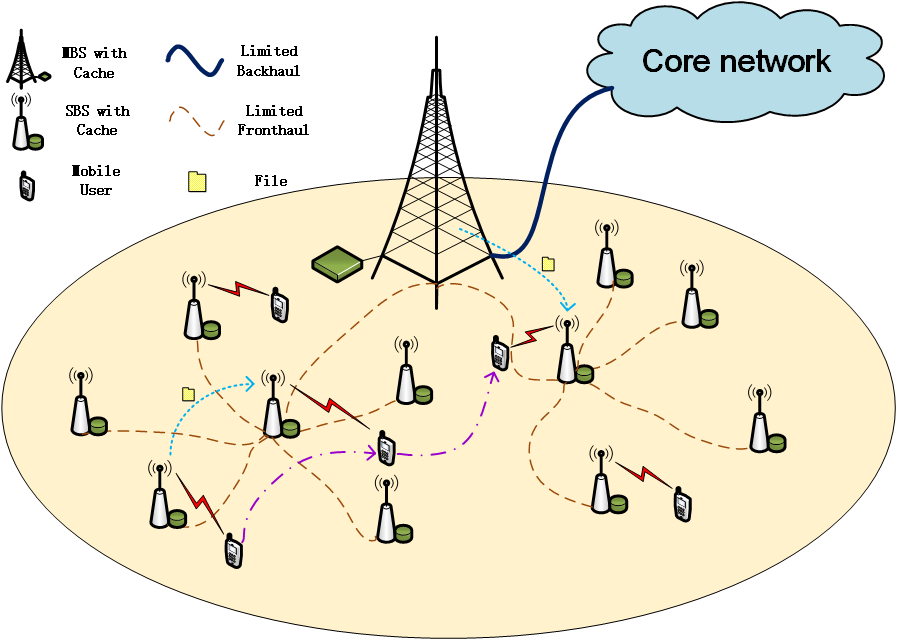 MBS with
Cache
Limited
Backhaul
SBS with
Cache
Limited
Fronthaul
Mobile
User
File
Core network